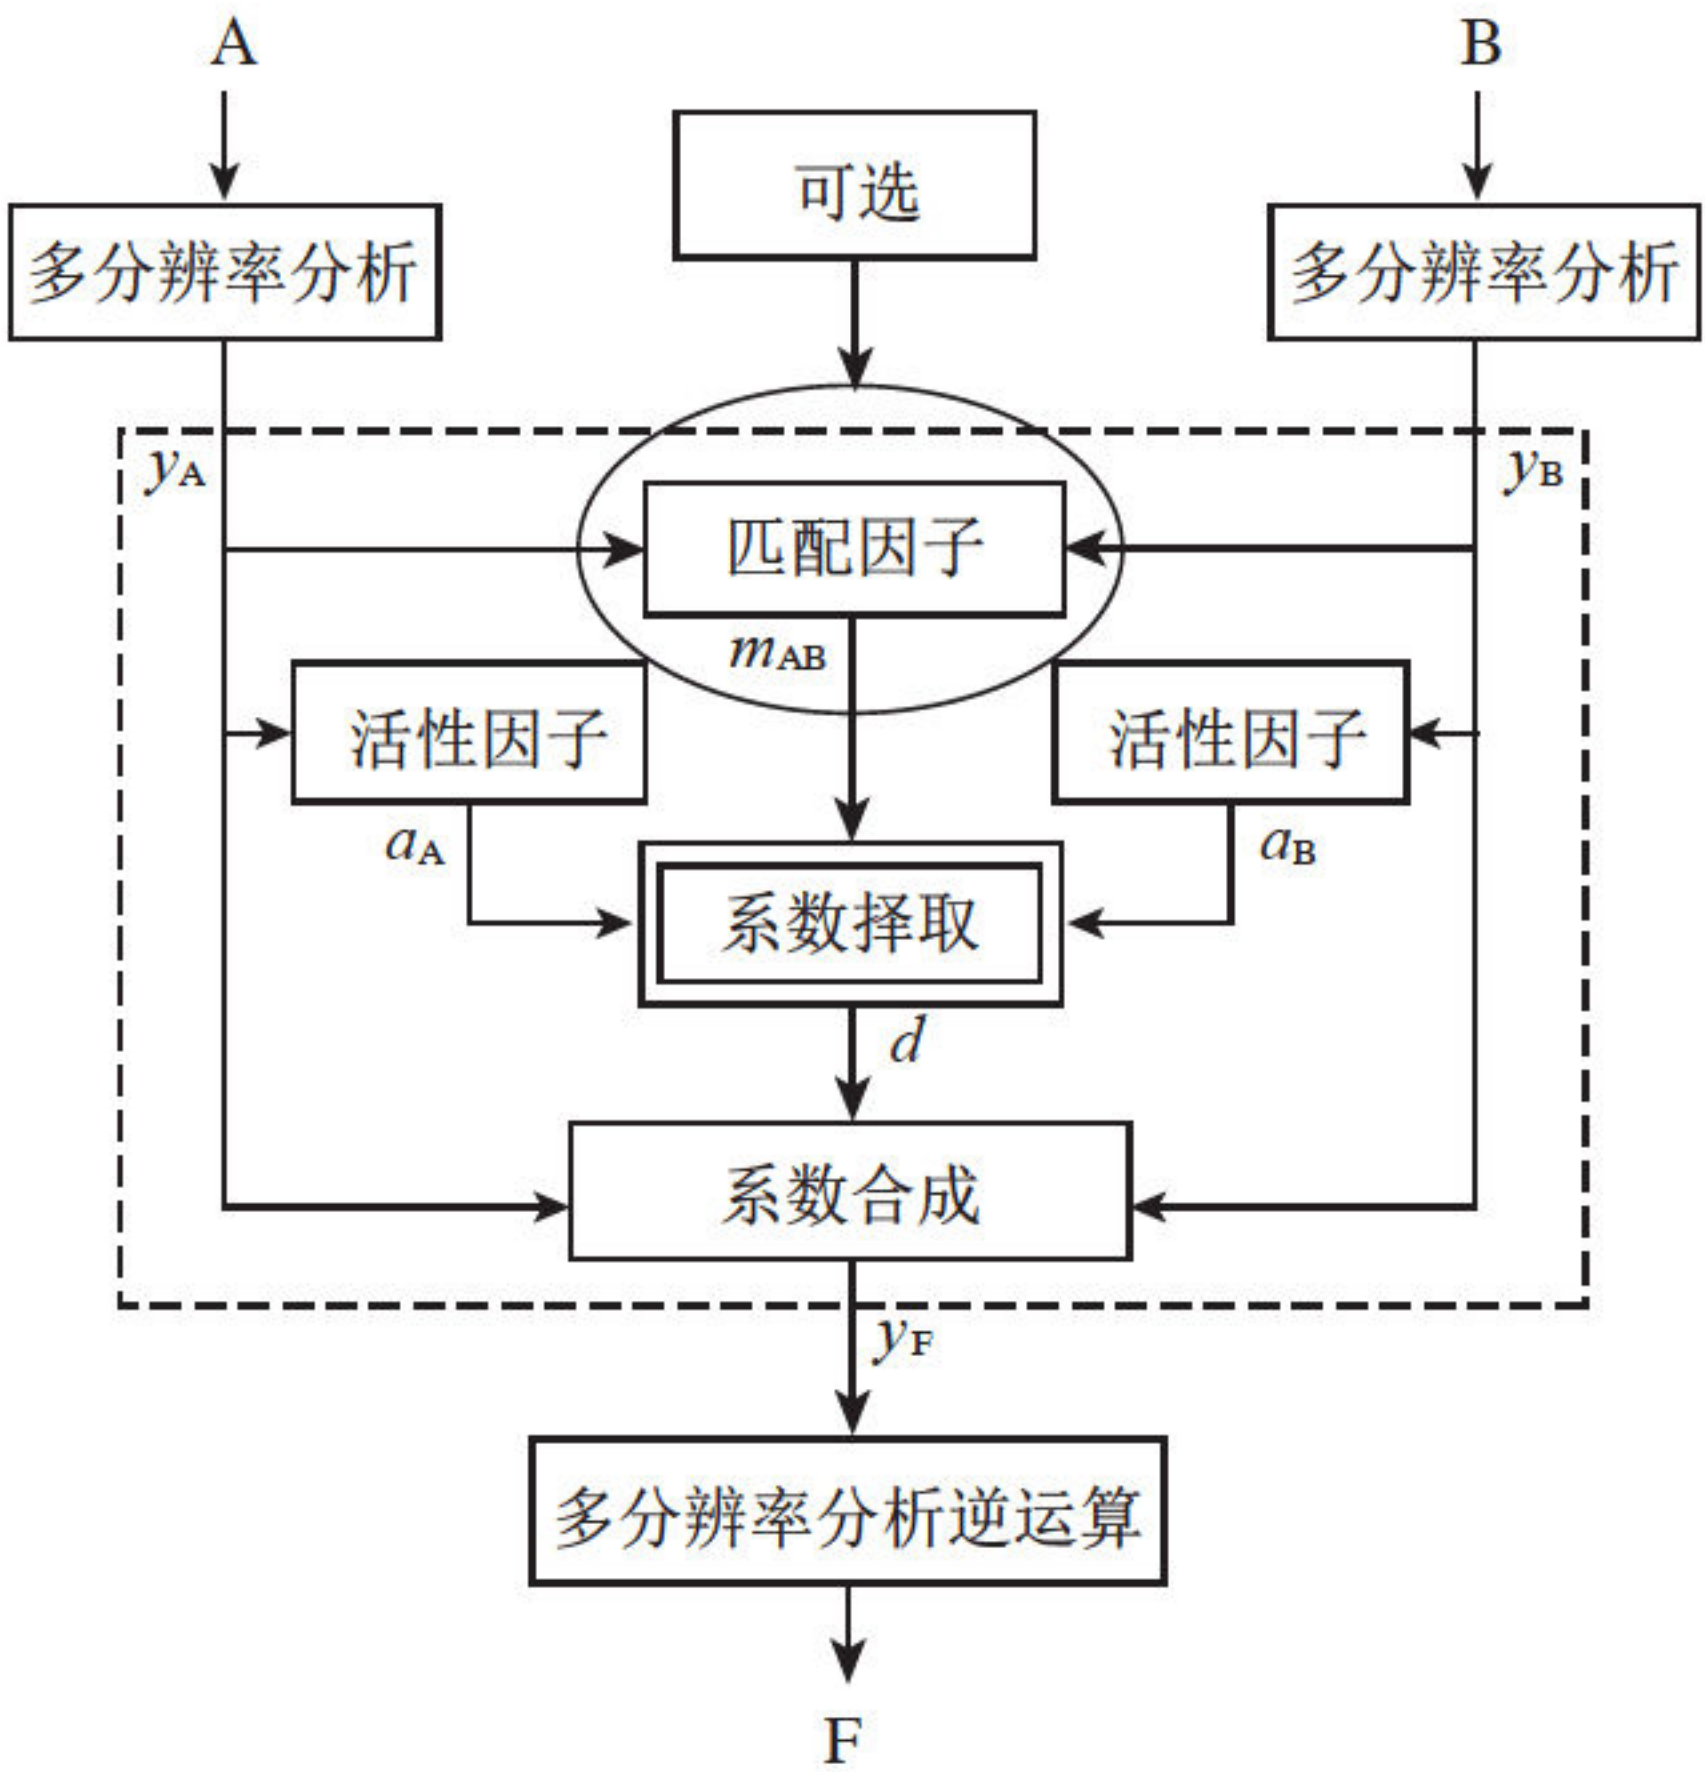 A
B
可选
多分辨率分析
多分辨率分析
yA
yB
匹配因子
mAB
活性因子
活性因子
aA
aB
系数择取
d
系数合成
yF
多分辨率分析逆运算
F